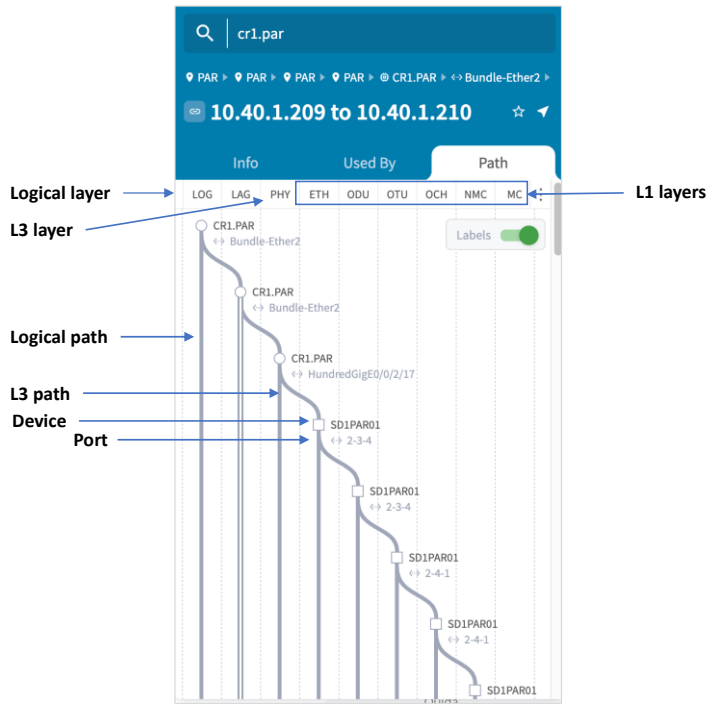 cr1.par
PAR PAR PAR PAR CR1.PAR Bundle-Ether2
10.40.1.209 to 10.40.1.210
Info Used By Path
Logical layer
LOG LAG PHY ETH ODU OTU OCH NMC MC
L1 layers
L3 layer
CR1.PAR
Bundle-Ether2
Labels
CR1.PAR
Bundle-Ether2
Logical path
CR1.PAR
HundredGigE0/0/2/17
L3 path
Device
SD1PAR01
Port
2-3-4
SD1PAR01
2-3-4
SD1PAR01
2-4-1
SD1PAR01
2-4-1
SD1PAR01